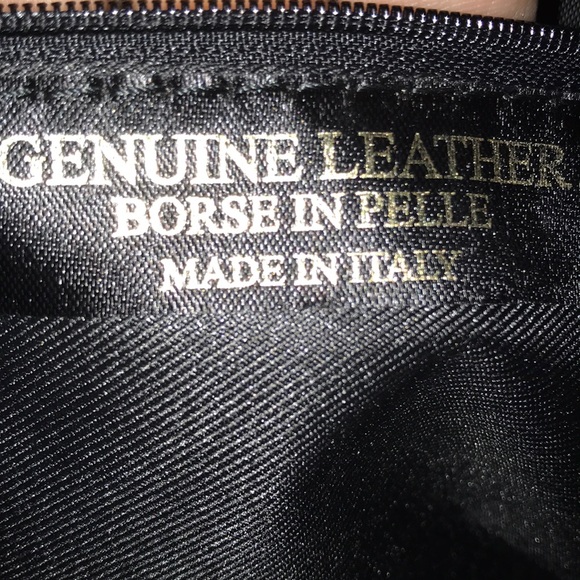 GENUINE LEATHER
BORSE IN PELLE
MADE IN ITALY